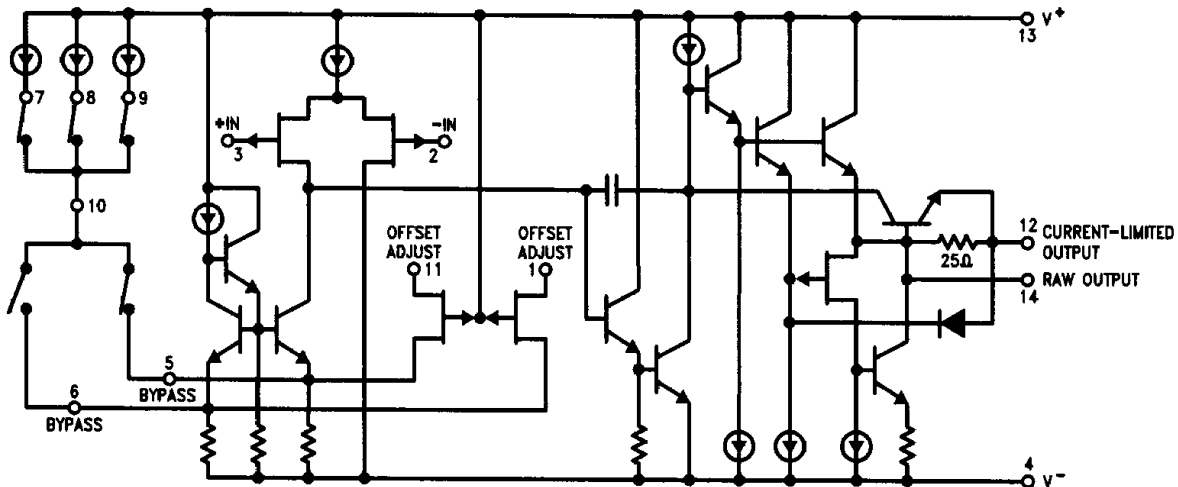 V+
13
7
8
9
+IN
3
-IN
2
10
OFFSET
ADJUST
11
OFFSET
ADJUST
1
12
CURRENT-LIMITED
OUTPUT
25Ω
RAW OUTPUT
14
5
BYPASS
6
BYPASS
4
V-